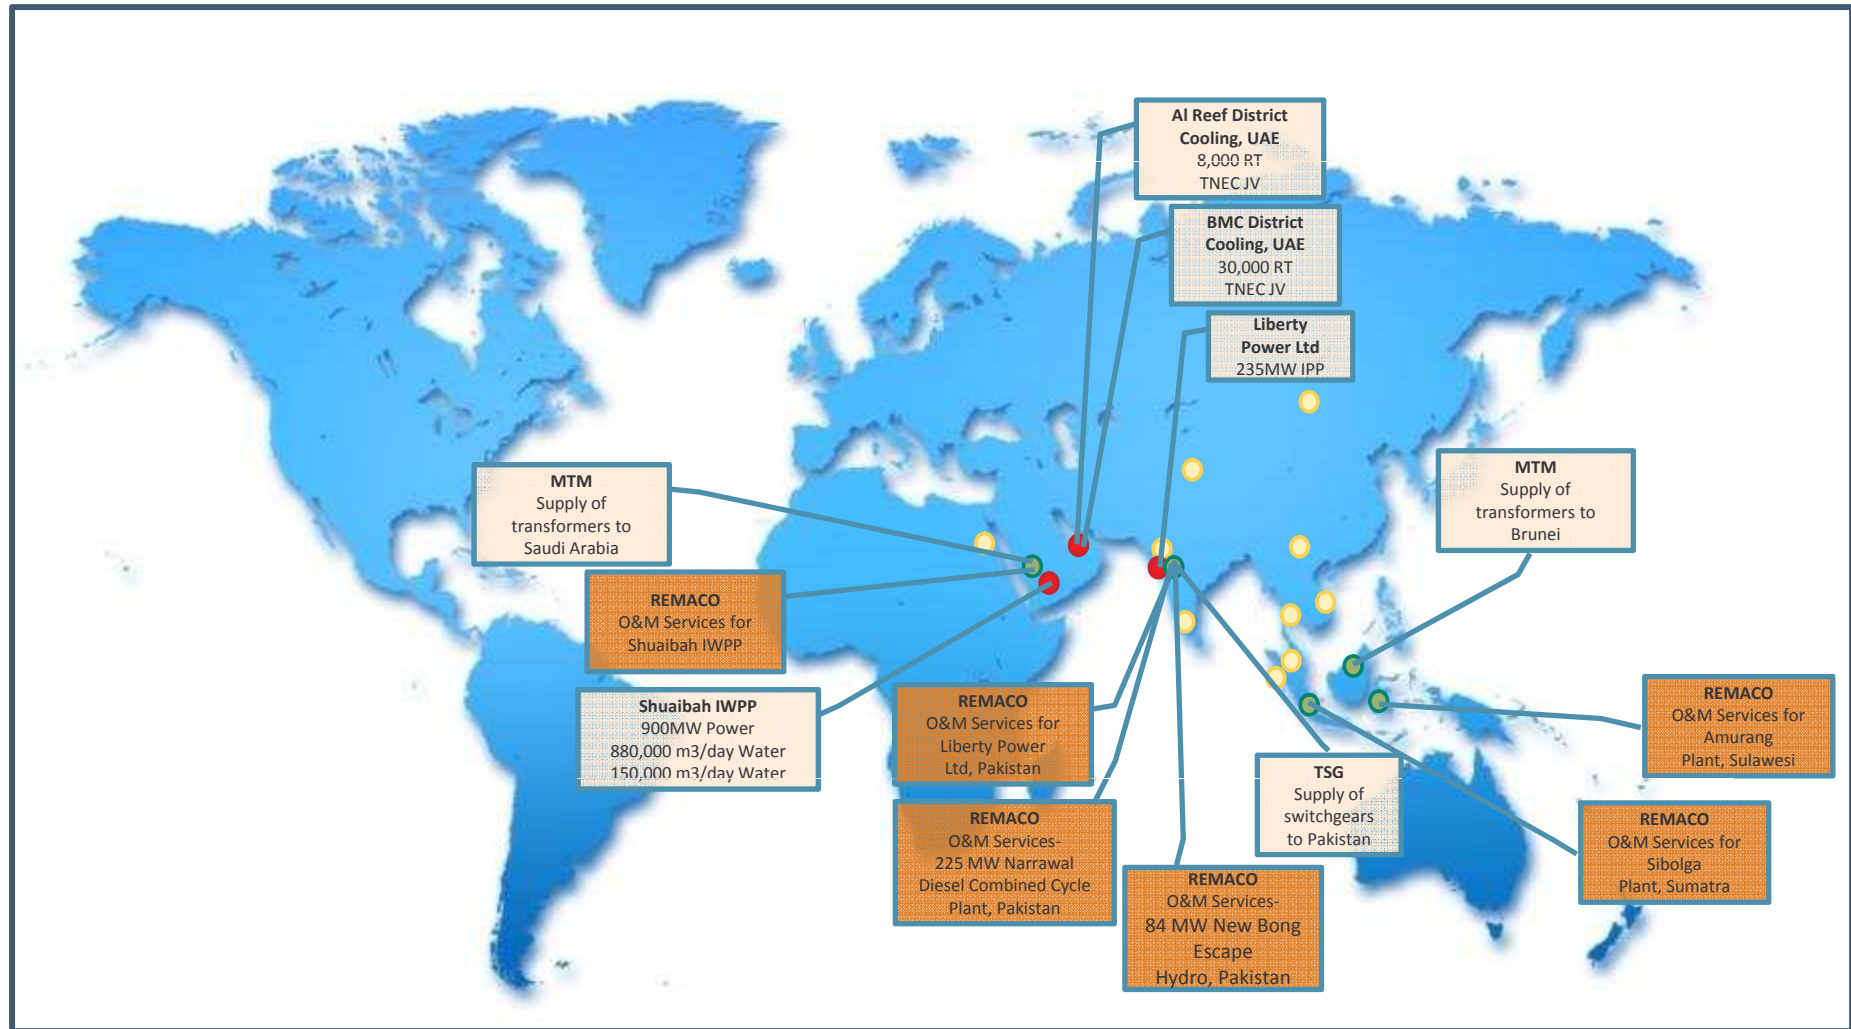 Al Reef District
Cooling, UAE
8,000 RT
TNEC JV
BMC District
Cooling, UAE
30,000 RT
TNEC JV
Liberty
Power Ltd
235MW IPP
MTM
Supply of
transformers to
Saudi Arabia
MTM
Supply of
transformers to
Brunei
REMACO
O&M Services for
Shuaibah IWPP
Shuaibah IWPP
900MW Power
880,000 m3/day Water
150,000 m3/day Water
REMACO
O&M Services for
Liberty Power
Ltd, Pakistan
REMACO
O&M Services for
Amurang
Plant, Sulawesi
TSG
Supply of
switchgears
to Pakistan
REMACO
O&M Services-
225 MW Narrawal
Diesel Combined Cycle
Plant, Pakistan
REMACO
O&M Services for
Sibolga
Plant, Sumatra
REMACO
O&M Services-
84 MW New Bong
Escape
Hydro, Pakistan